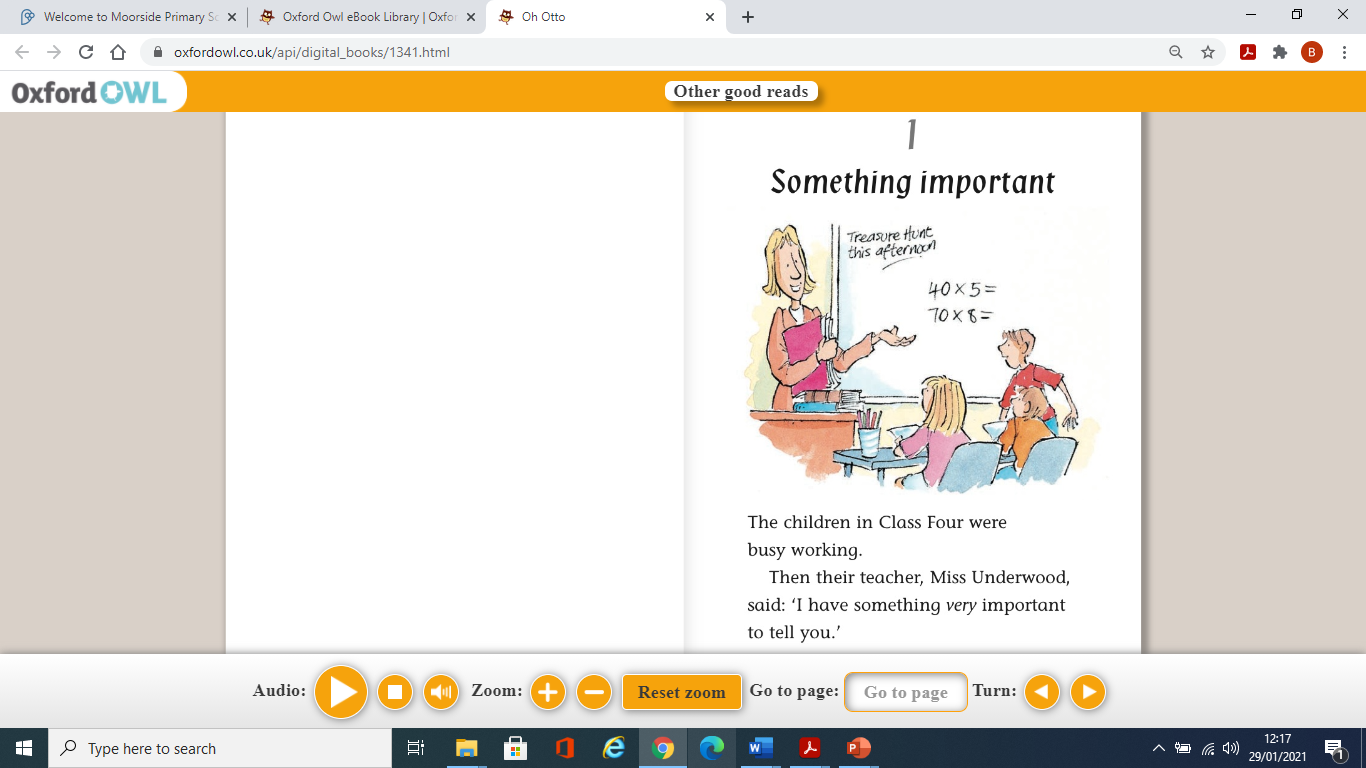 Welcome to Moorside Primary Sc
Oxford Owl eBook Library | Oxfor
Oh Otto
oxfordowl.co.uk/api/digital_books/1341.html
B
Oxford OWL
Other good reads
1
Something important
Treasure Hunt
this afternoon
40 x 5 =
70 x 8 =
The children in Class Four were
busy working.
Then their teacher, Miss Underwood,
said: ‘I have something very important
to tell you.’
Audio: Zoom: Reset zoom Go to page: Go to page Turn:
Type here to search
12:17
29/01/2021
1